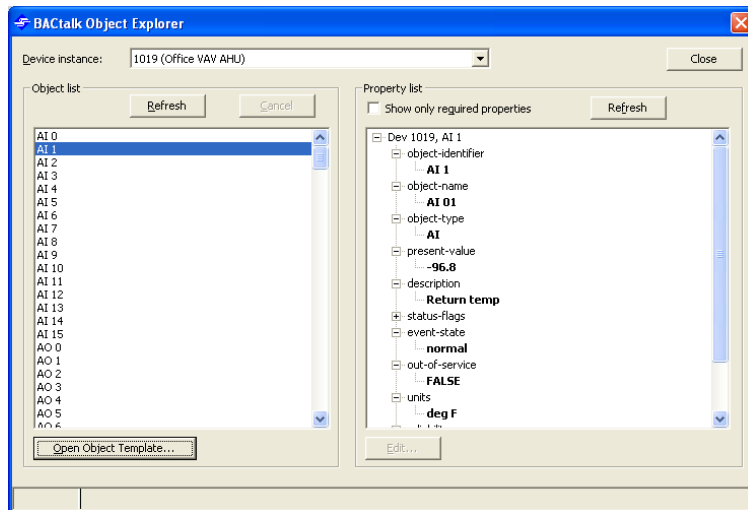 BACtalk Object Explorer
Device instance: 1019 (Office VAV AHU) Close
Object list
Refresh Cancel
AI 0
AI 1
AI 2
AI 3
AI 4
AI 5
AI 6
AI 7
AI 8
AI 9
AI 10
AI 11
AI 12
AI 13
AI 14
AI 15
AO 0
AO 1
AO 2
AO 3
AO 4
AO 5
AO 6
Open Object Template...
Property list
Show only required properties Refresh
Dev 1019, AI 1
object-identifier
AI 1
object-name
AI 01
object-type
AI
present-value
-96.8
description
Return temp
status-flags
event-state
normal
out-of-service
FALSE
units
deg F
Edit...